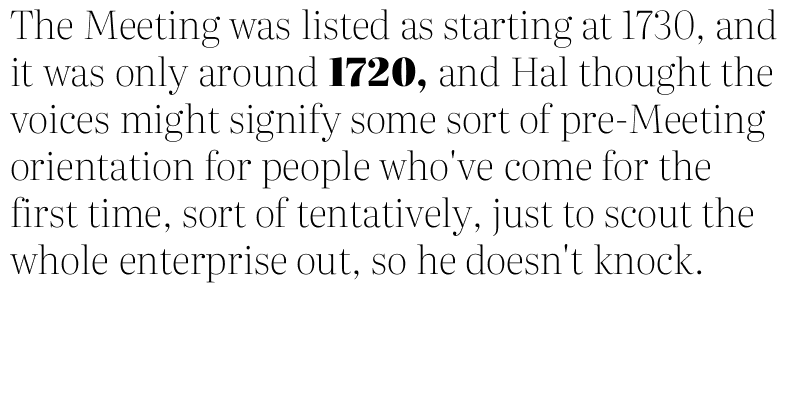 The Meeting was listed as starting at 1730, and
it was only around 1720, and Hal thought the
voices might signify some sort of pre-Meeting
orientation for people who've come for the
first time, sort of tentatively, just to scout the
whole enterprise out, so he doesn't knock.